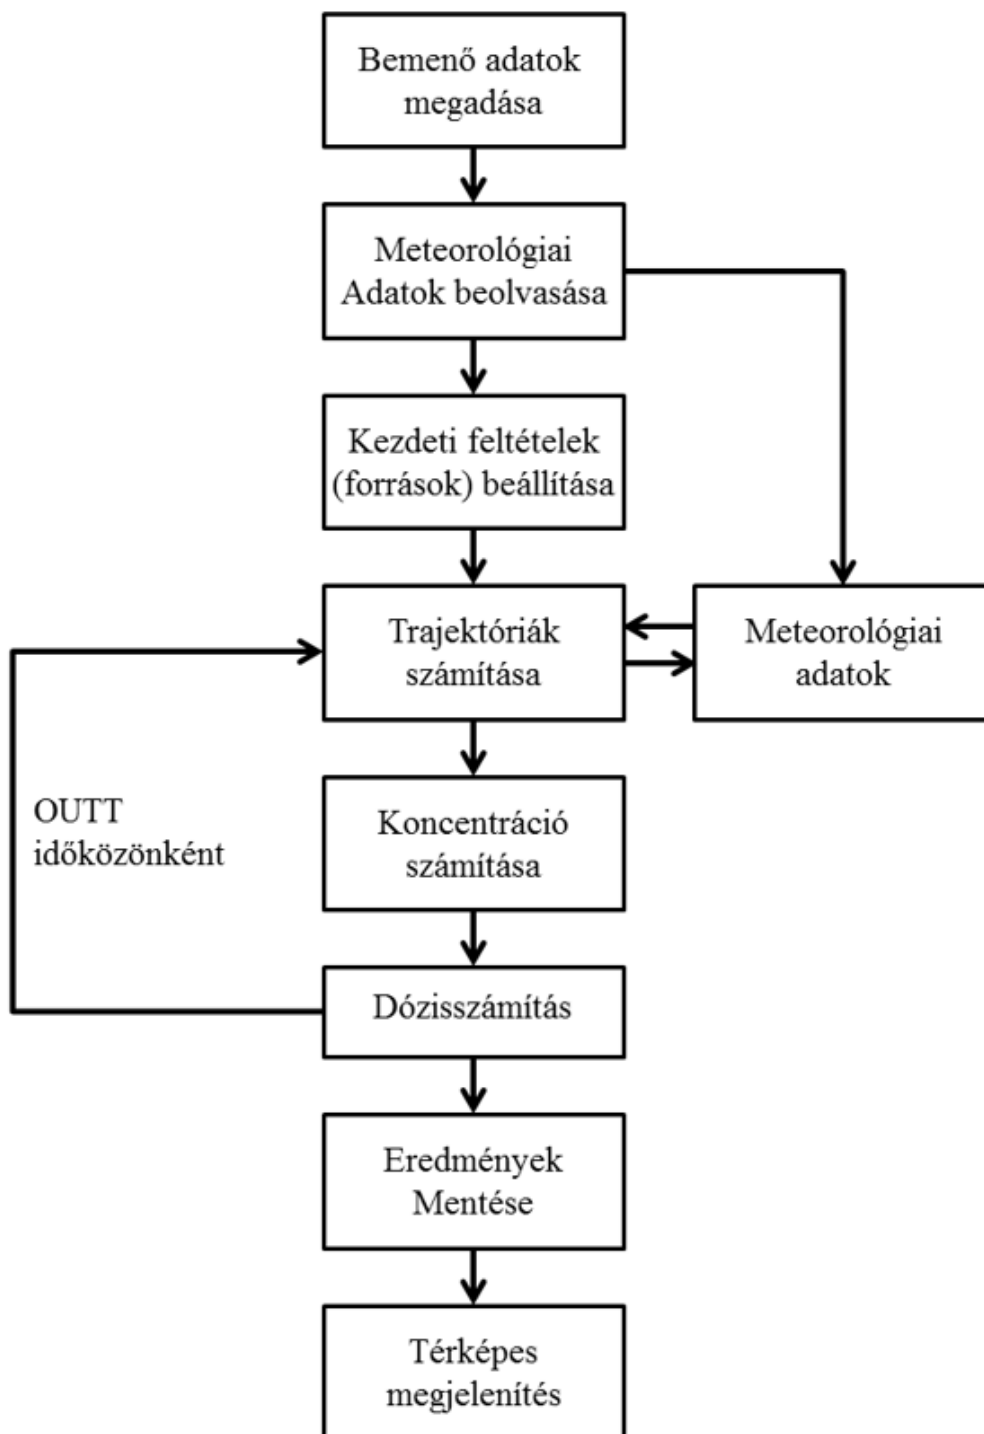 Bemenő adatok
megadása
Meteorológiai
Adatok beolvasása
Kezdeti feltételek
(források) beállítása
Trajektóriák
számítása
Meteorológiai
adatok
OUTT
időközönként
Koncentráció
számítása
Dózisszámítás
Eredmények
Mentése
Térképes
megjelenítés